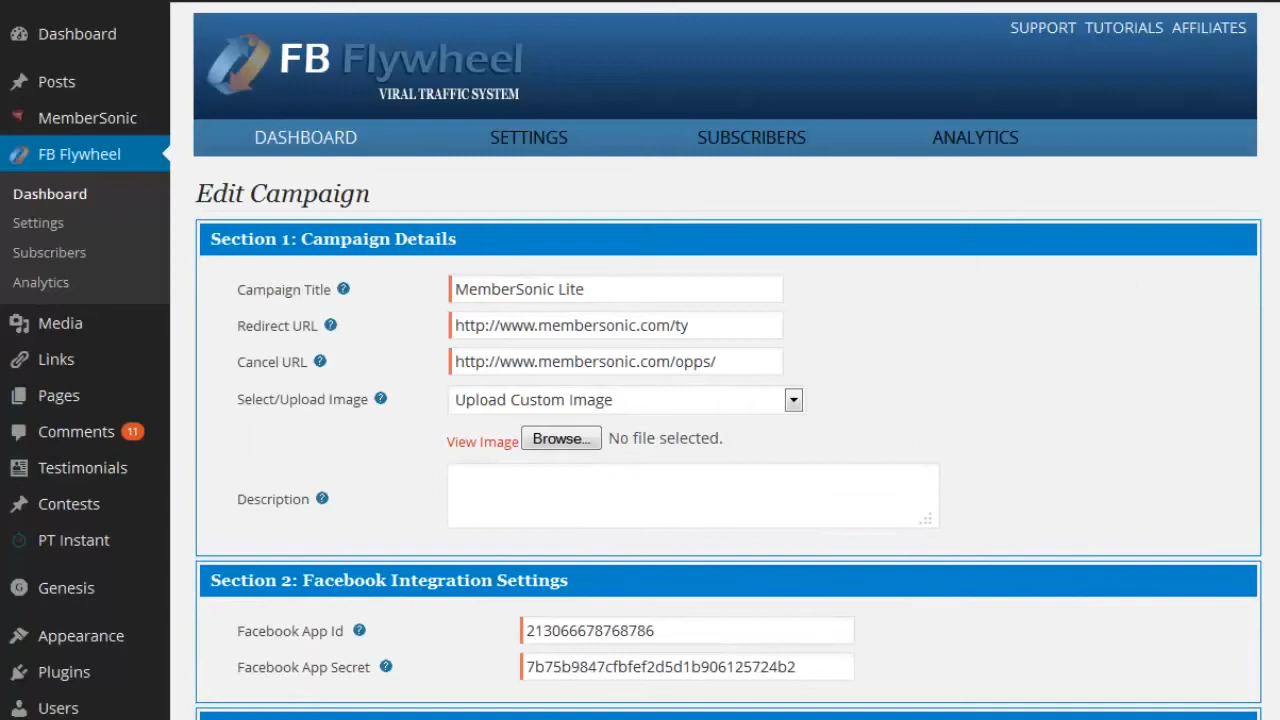 Dashboard
Posts
MemberSonic
FB Flywheel
Dashboard
Settings
Subscribers
Analytics
Media
Links
Pages
Comments 11
Testimonials
Contests
PT Instant
Genesis
Appearance
Plugins
Users
SUPPORT TUTORIALS AFFILIATES
FB Flywheel
VIRAL TRAFFIC SYSTEM
DASHBOARD SETTINGS SUBSCRIBERS ANALYTICS
Edit Campaign
Section 1: Campaign Details
Campaign Title ? MemberSonic Lite
Redirect URL ? http://www.membersonic.com/ty
Cancel URL ? http://www.membersonic.com/opps/
Select/Upload Image ? Upload Custom Image
View Image Browse... No file selected.
Description ?
Section 2: Facebook Integration Settings
Facebook App Id ? 213066678768786
Facebook App Secret ? 7b75b9847cfbfef2d5d1b906125724b2